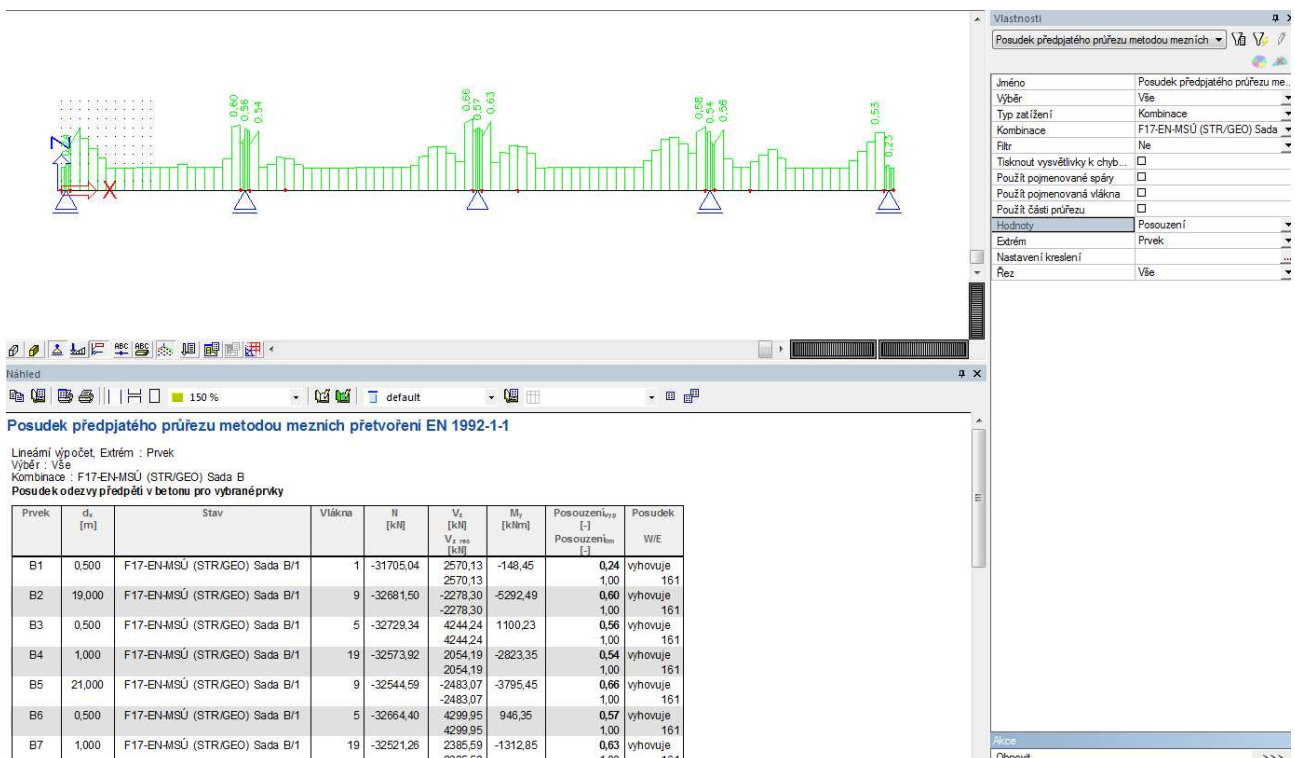 0,60
0,56
0,54
0,66
0,57
0,63
0,58
0,54
0,56
0,53
0,23
Z
X
Vlastnosti
Posudek předpjatého průřezu metodou mezních
Jméno Posudek předpjatého průřezu me...
Výběr Vše
Typ zatížení Kombinace
Kombinace F17-EN-MSÚ (STR/GEO) Sada
Filtr Ne
Tisknout vysvětlivky k chyb...
Použít pojmenované spáry
Použít pojmenovaná vlákna
Použít části průřezu
Hodnoty Posouzení
Extrém Prvek
Nastavení kreslení ...
Řez Vše
ABC ABC
Náhled
150 % default
Posudek předpjatého průřezu metodou mezních přetvoření EN 1992-1-1
Lineární výpočet, Extrém : Prvek
Výběr : Vše
Kombinace : F17-EN-MSÚ (STR/GEO) Sada B
Posudek odezvy předpětí v betonu pro vybrané prvky
Prvek dx Stav Vlákna N Vz My Posouzení výp Posudek
[m] [kN] [kN] [kNm] [-]
Vz rec Posouzení lim W/E
[kN] [-]
B1 0,500 F17-EN-MSÚ (STR/GEO) Sada B/1 1 -31705,04 2570,13 -148,45 0,24 vyhovuje
2570,13 1,00 161
B2 19,000 F17-EN-MSÚ (STR/GEO) Sada B/1 9 -32681,50 -2278,30 -5292,49 0,60 vyhovuje
-2278,30 1,00 161
B3 0,500 F17-EN-MSÚ (STR/GEO) Sada B/1 5 -32729,34 4244,24 1100,23 0,56 vyhovuje
4244,24 1,00 161
B4 1,000 F17-EN-MSÚ (STR/GEO) Sada B/1 19 -32573,92 2054,19 -2823,35 0,54 vyhovuje
2054,19 1,00 161
B5 21,000 F17-EN-MSÚ (STR/GEO) Sada B/1 9 -32544,59 -2483,07 -3795,45 0,66 vyhovuje
-2483,07 1,00 161
B6 0,500 F17-EN-MSÚ (STR/GEO) Sada B/1 5 -32664,40 4299,95 946,35 0,57 vyhovuje
4299,95 1,00 161
B7 1,000 F17-EN-MSÚ (STR/GEO) Sada B/1 19 -32521,26 2385,59 -1312,85 0,63 vyhovuje
Akce
Obnovit >>>